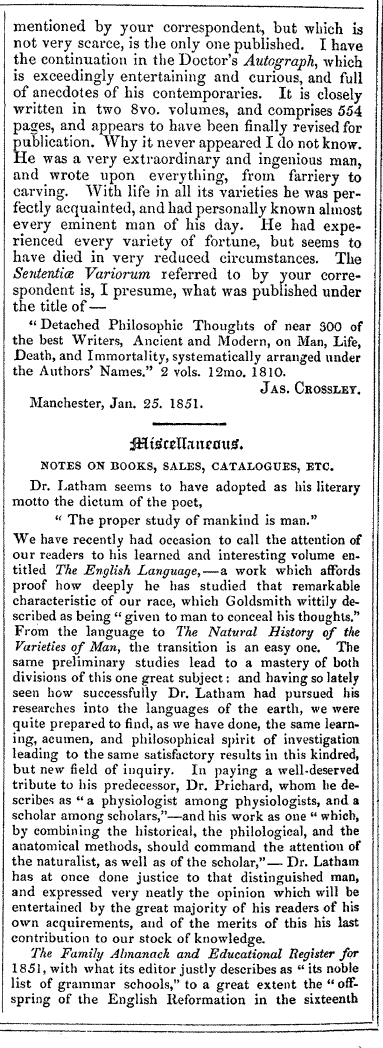 mentioned by your correspondent, but which is
not very scarce, is the only one published. I have
the continuation in the Doctor's Autograph, which
is exceedingly entertaining and curious, and full
of anecdotes of his contemporaries. It is closely
written in two 8vo. volumes, and comprises 554
pages, and appears to have been finally revised for
publication. Why it never appeared I do not know.
He was a very extraordinary and ingenious man,
and wrote upon everything, from farriery to
carving. With life in all its varieties he was per-
fectly acquainted, and had personally known almost
every eminent man of his day. He had expe-
rienced every variety of fortune, but seems to
have died in very reduced circumstances. The
Sententiæ Variorum referred to by your corre-
spondent is, I presume, what was published under
the title of —
"Detached Philosophic Thoughts of near 300 of
the best Writers, Ancient and Modern, on Man, Life,
Death, and Immortality, systematically arranged under
the Authors' Names." 2 vols. 12mo. 1810.
JAS. CROSSLEY.
Manchester, Jan. 25. 1851.
Miscellaneous.
NOTES ON BOOKS, SALES, CATALOGUES, ETC.
Dr. Latham seems to have adopted as his literary
motto the dictum of the poet,
"The proper study of mankind is man."
We have recently had occasion to call the attention of
our readers to his learned and interesting volume en-
titled The English Language,—a work which affords
proof how deeply he has studied that remarkable
characteristic of our race, which Goldsmith wittily de-
scribed as being "given to man to conceal his thoughts."
From the language to The Natural History of the
Varieties of Man, the transition is an easy one. The
same preliminary studies lead to a mastery of both
divisions of this one great subject: and having so lately
seen how successfully Dr. Latham had pursued his
researches into the languages of the earth, we were
quite prepared to find, as we have done, the same learn-
ing, acumen, and philosophical spirit of investigation
leading to the same satisfactory results in this kindred,
but new field of inquiry. In paying a well-deserved
tribute to his predecessor, Dr. Prichard, whom he de-
scribes as "a physiologist among physiologists, and a
scholar among scholars,"—and his work as one "which,
by combining the historical, the philological, and the
anatomical methods, should command the attention of
the naturalist, as well as of the scholar,"— Dr. Latham
has at once done justice to that distinguished man,
and expressed very neatly the opinion which will be
entertained by the great majority of his readers of his
own acquirements, and of the merits of this his last
contribution to our stock of knowledge.
The Family Almanack and Educational Register for
1851, with what its editor justly describes as "its noble
list of grammar schools," to a great extent the "off-
spring of the English Reformation in the sixteenth